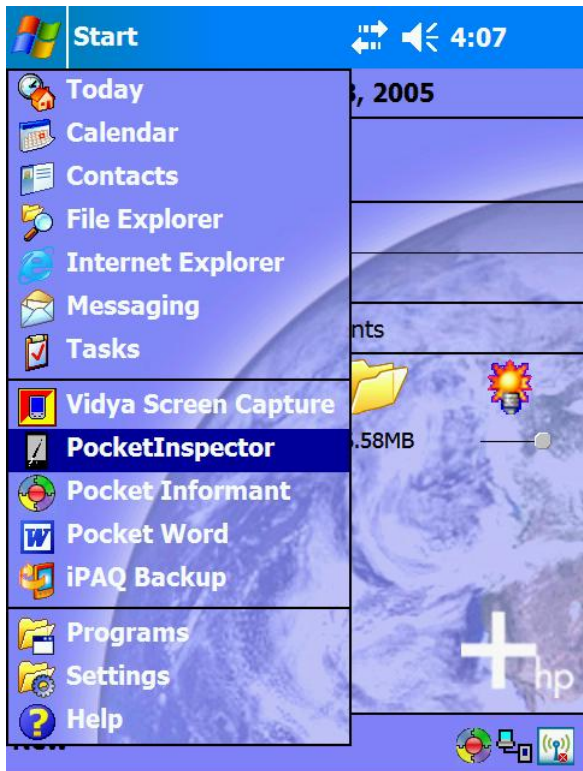 Start 4:07
Today
, 2005
Calendar
Contacts
File Explorer
Internet Explorer
Messaging
Tasks
nts
Vidya Screen Capture
PocketInspector
.58MB
Pocket Informant
Pocket Word
iPAQ Backup
Programs
Settings
hp
Help